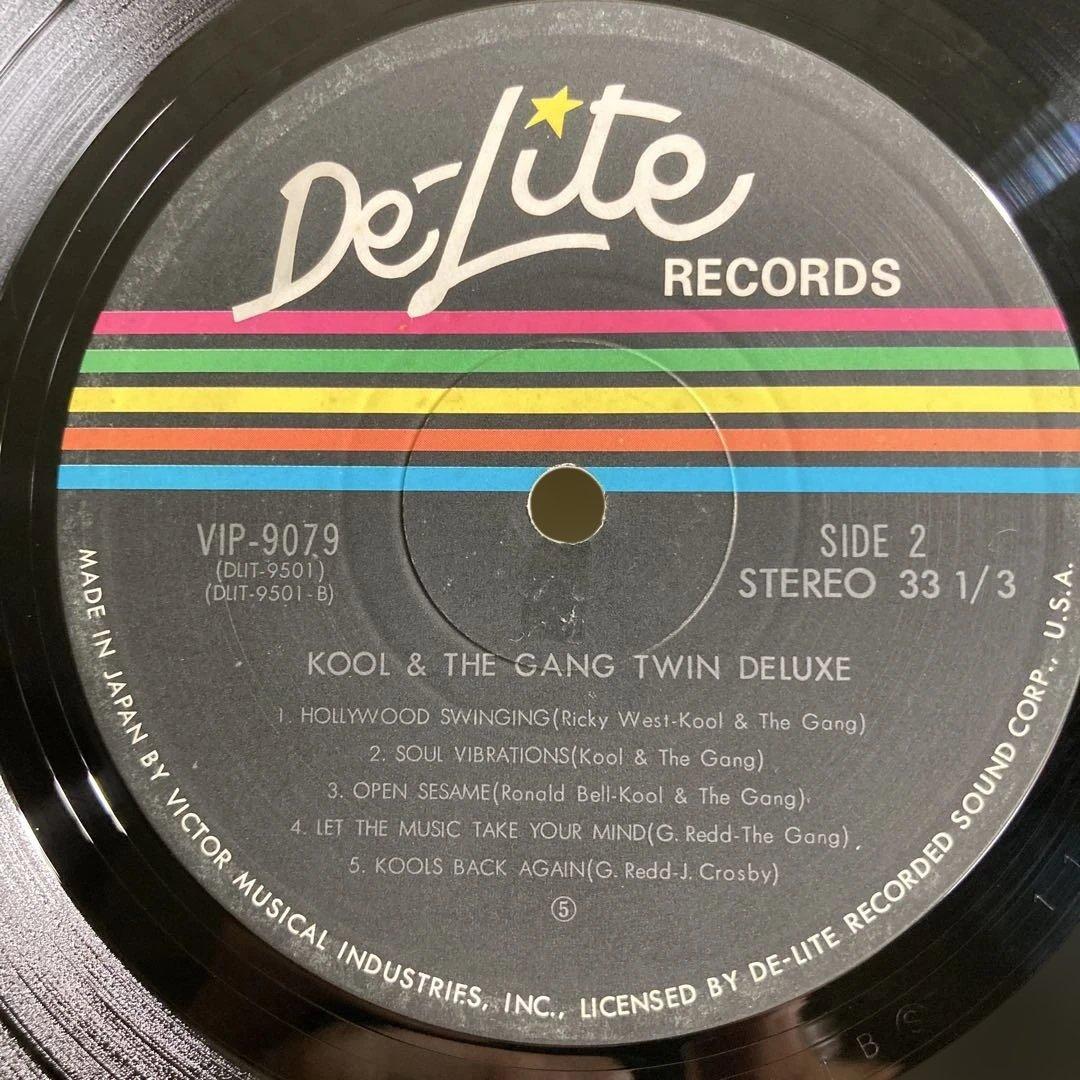 De-Lite
RECORDS
VIP-9079
(DLIT-9501)
(DLIT-9501-B)
SIDE 2
STEREO 33 1/3
KOOL & THE GANG TWIN DELUXE
1. HOLLYWOOD SWINGING(Ricky West-Kool & The Gang)
2. SOUL VIBRATIONS(Kool & The Gang)
3. OPEN SESAME(Ronald Bell-Kool & The Gang)
4. LET THE MUSIC TAKE YOUR MIND(G. Redd-The Gang)
5. KOOLS BACK AGAIN(G. Redd-J. Crosby)
⑤
MADE IN JAPAN BY VICTOR MUSICAL INDUSTRIES, INC., LICENSED BY DE-LITE RECORDED SOUND CORP., U.S.A.